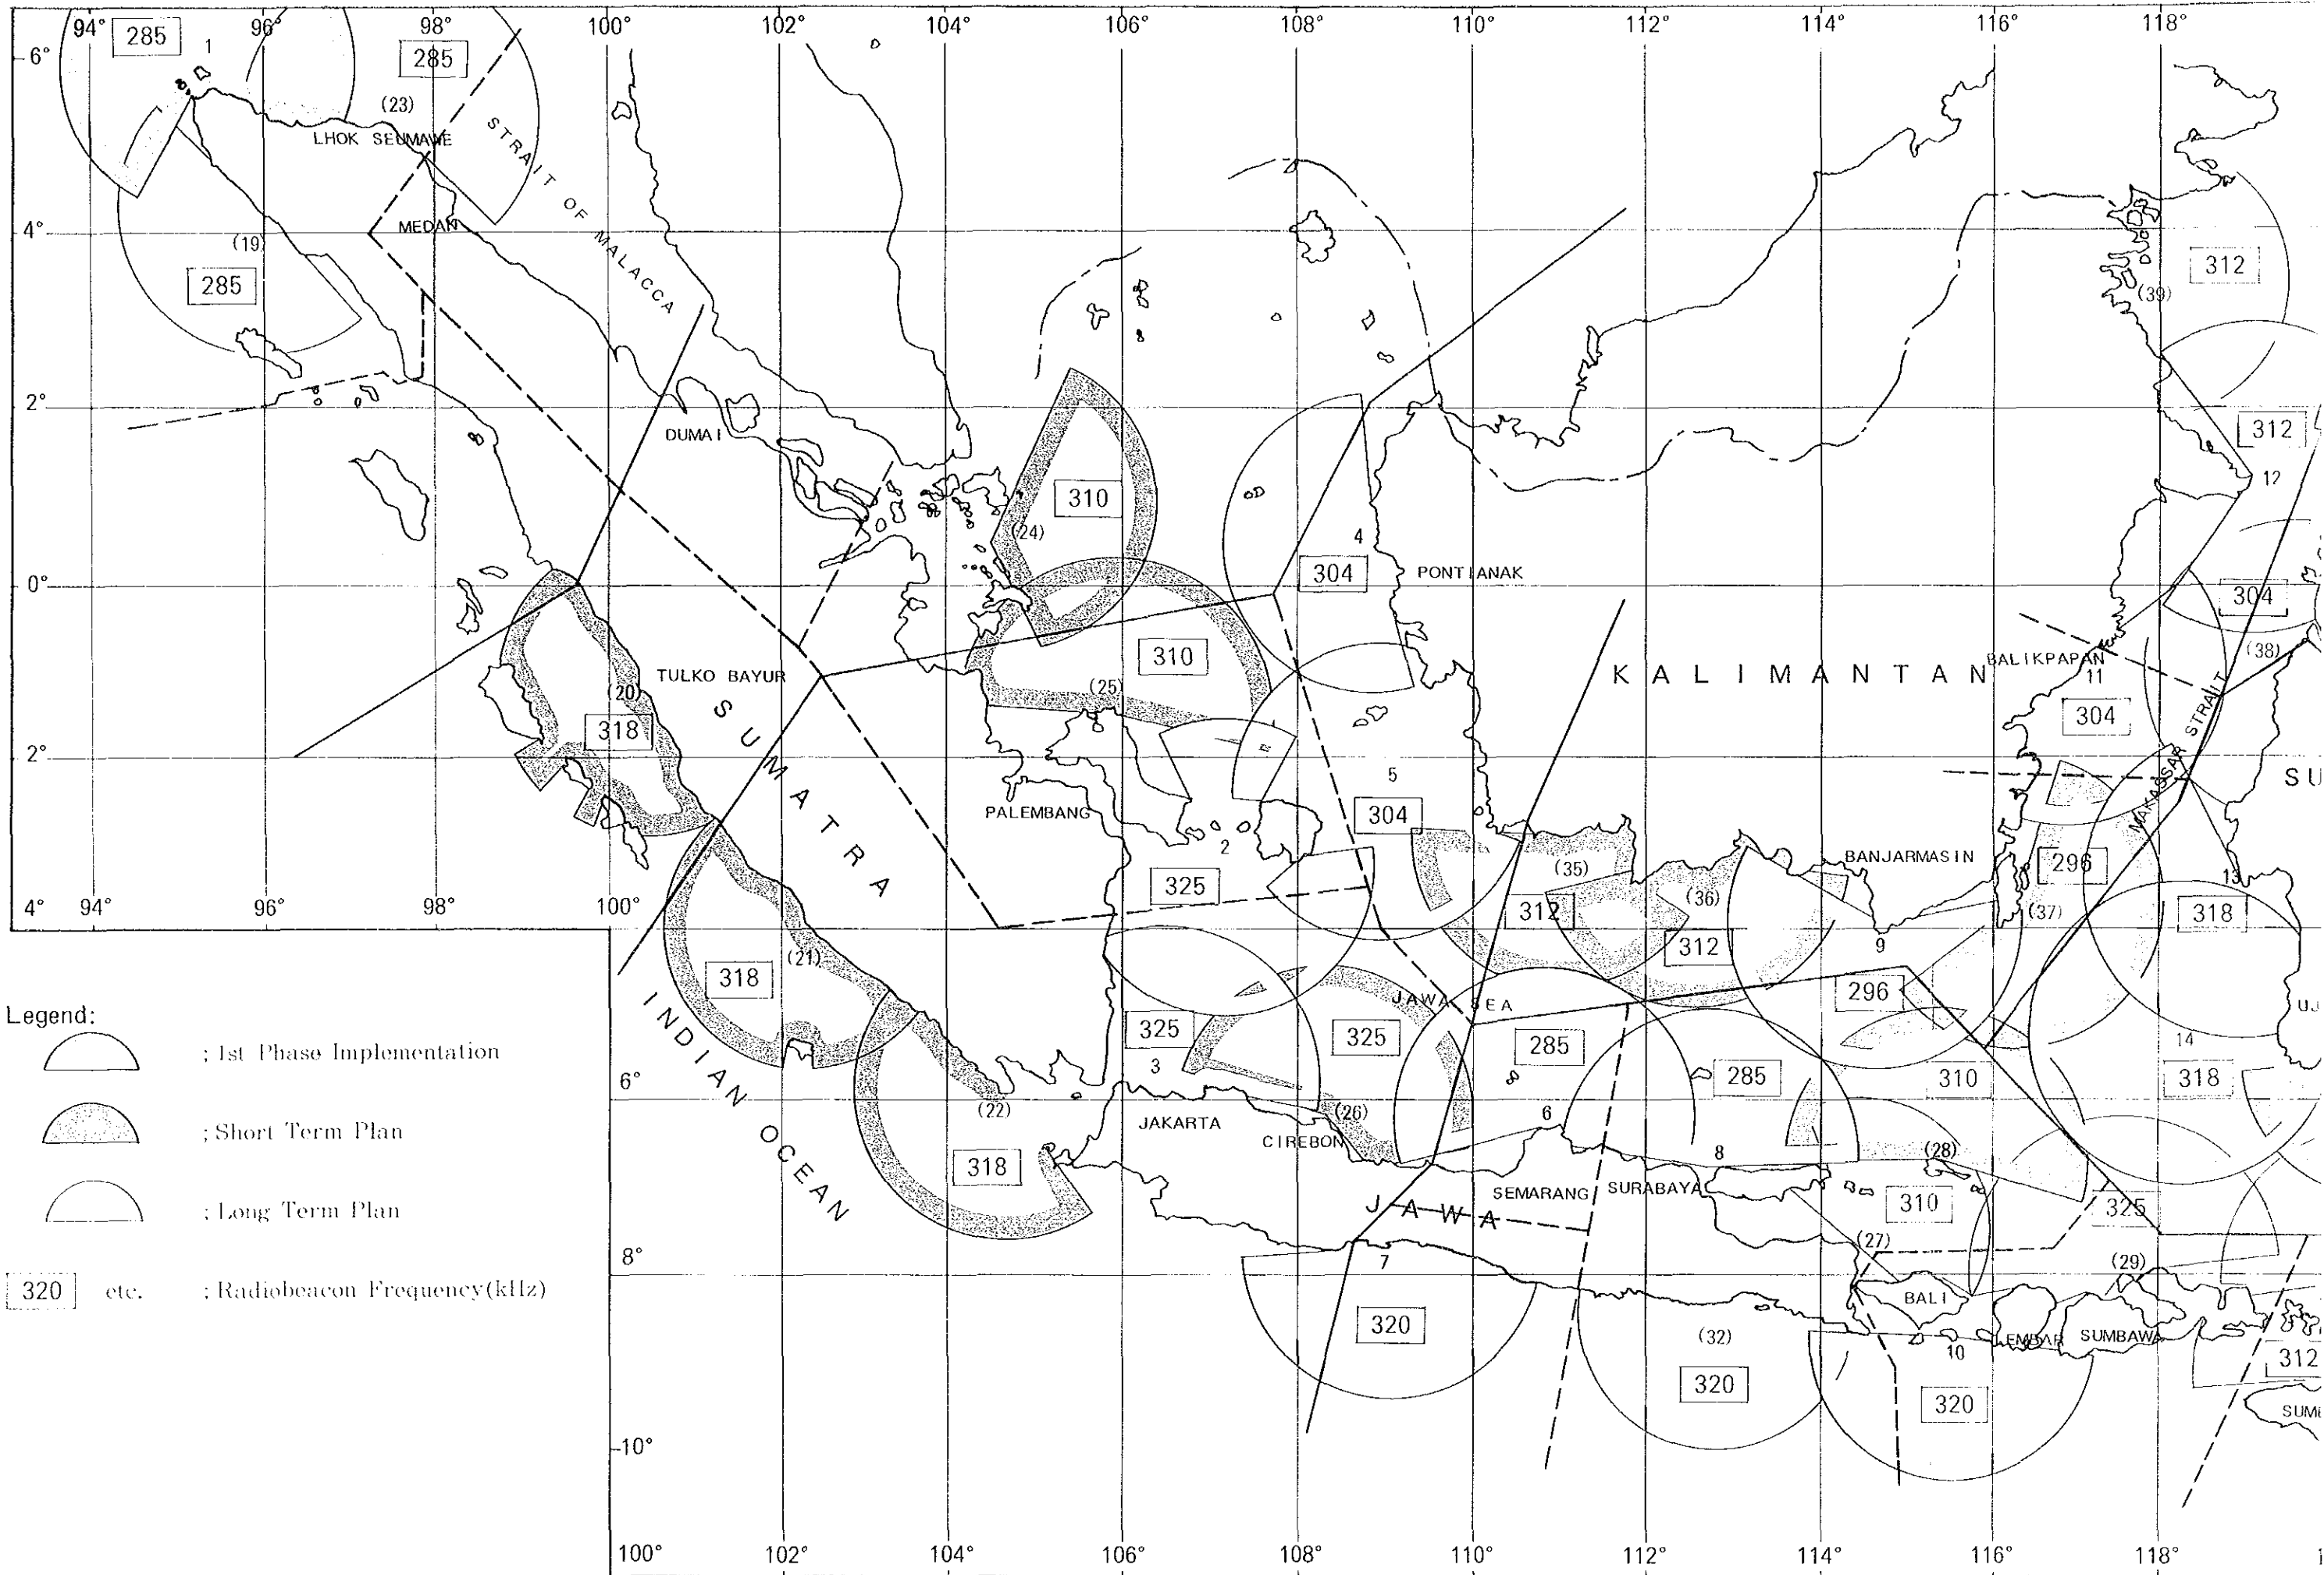 94° 96° 98° 100° 102° 104° 106° 108° 110° 112° 114° 116° 118°
285
1
285
6°
(23)
LHOK SEUMAWE
STRAIT OF MALACCA
MEDAN
4°
(19)
285
312
(39)
2°
DUMAI
312
12
310
(24)
4
304
PONTIANAK
0°
304
310
(25)
TULKO BAYUR
(20)
318
KALIMANTAN
BALIKPAPAN
11
(38)
304
MAKASSAR STRAIT
SUMATRA
2°
5
SU
PALEMBANG
304
2
325
(35)
(36)
BANJARMASIN
296
13
312
312
(37)
318
4° 94° 96° 98° 100°
9
(21)
318
296
JAWA SEA
INDIAN OCEAN
325
325
285
3
14
UJ
285
310
318
6°
(22)
(26)
6
JAKARTA
CIREBON
8
(28)
318
SEMARANG
SURABAYA
310
325
JAWA
(27)
(29)
8°
7
BALI
320
(32)
10
LEMBAR
SUMBAWA
312
320
320
SUM
10°
100° 102° 104° 106° 108° 110° 112° 114° 116° 118°
Legend:
; 1st Phase Implementation
; Short Term Plan
; Long Term Plan
320 etc. ; Radiobeacon Frequency(kHz)